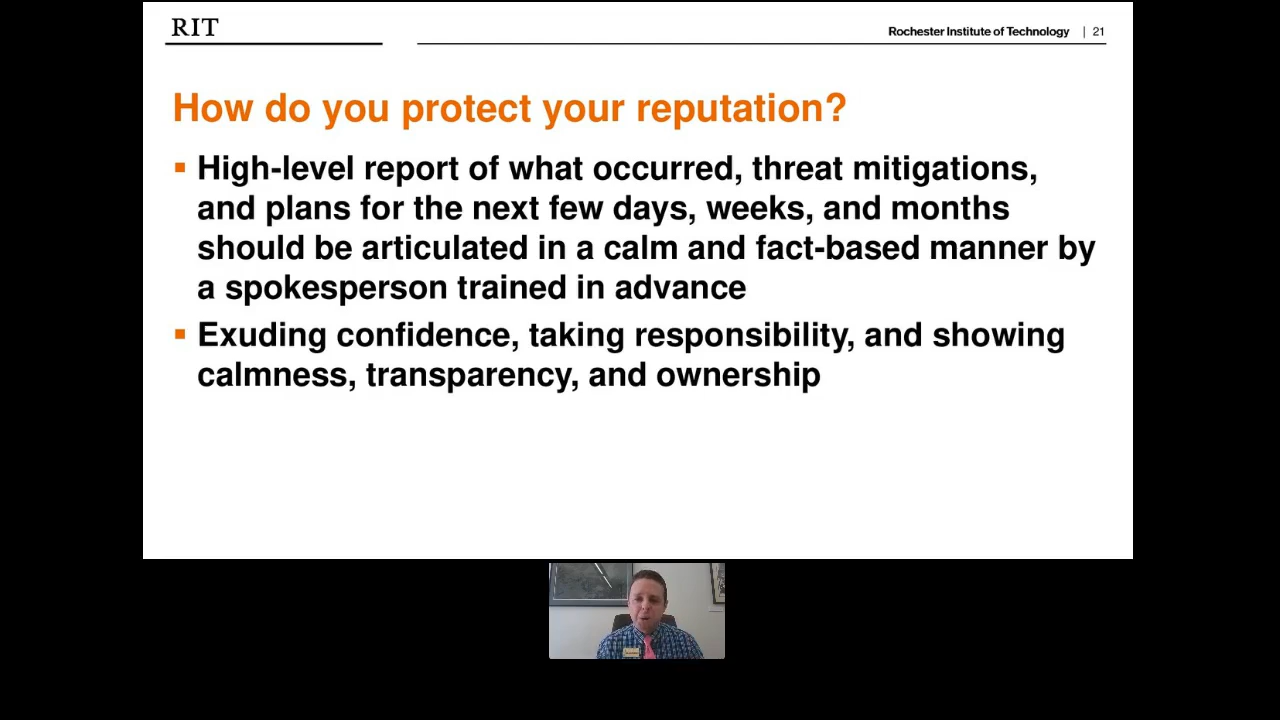 RIT
Rochester Institute of Technology | 21
How do you protect your reputation?
▪ High-level report of what occurred, threat mitigations,
and plans for the next few days, weeks, and months
should be articulated in a calm and fact-based manner by
a spokesperson trained in advance
▪ Exuding confidence, taking responsibility, and showing
calmness, transparency, and ownership